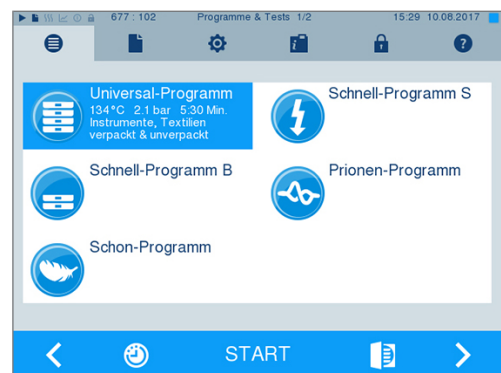 677 : 102 Programme & Tests 1/2 15:29 10.08.2017
Universal-Programm
134°C 2.1 bar 5:30 Min.
Instrumente, Textilien
verpackt & unverpackt
Schnell-Programm S
Schnell-Programm B
Prionen-Programm
Schon-Programm
START